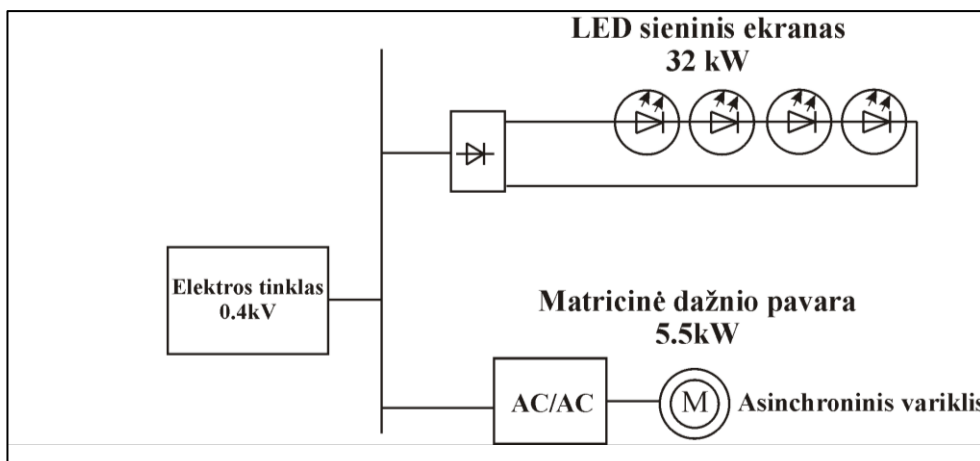 LED sieninis ekranas
32 kW
Elektros tinklas
0.4kV
Matricinė dažnio pavara
5.5kW
AC/AC
M
Asinchroninis variklis